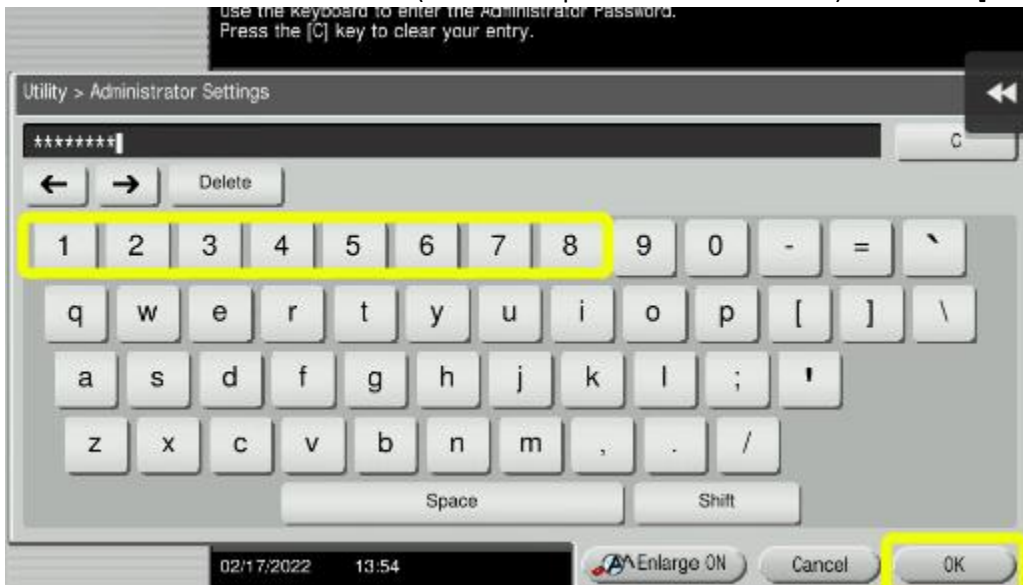 Use the keyboard to enter the Administrator Password.
Press the [C] key to clear your entry.
Utility > Administrator Settings
******** C
← → Delete
1 2 3 4 5 6 7 8 9 0 - = `
q w e r t y u i o p [ ] \
a s d f g h j k l ; '
z x c v b n m , . /
Space Shift
02/17/2022 13:54 Enlarge ON Cancel OK